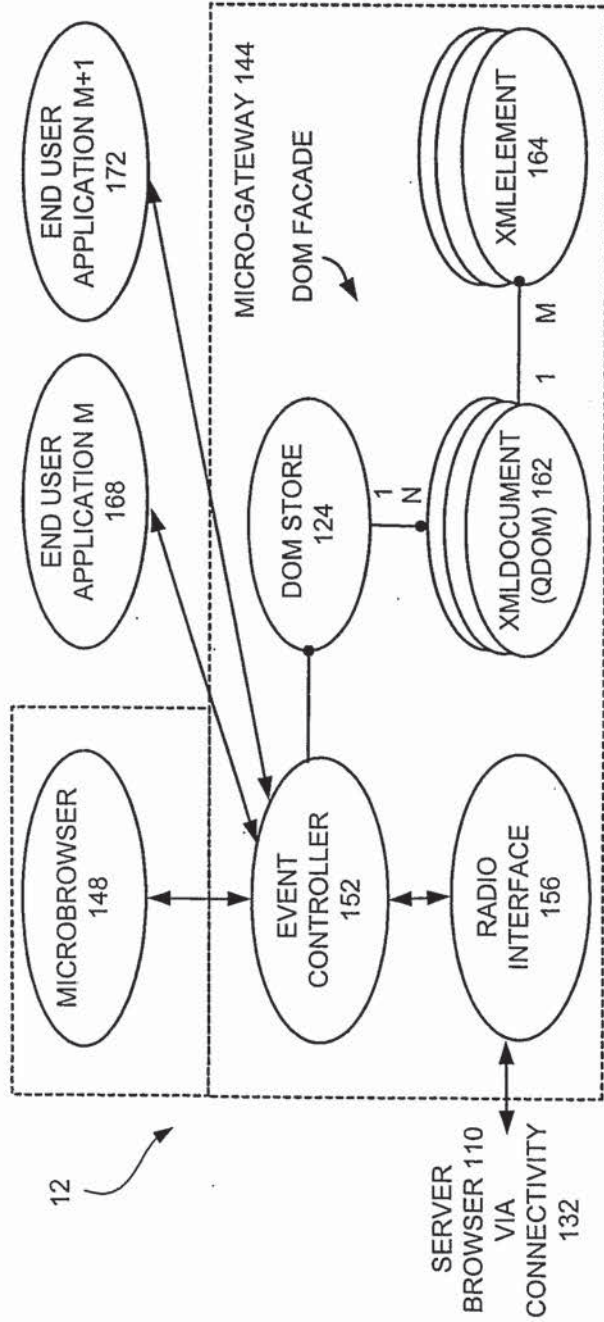 12
MICROBROWSER
148
END USER
APPLICATION M
168
END USER
APPLICATION M+1
172
MICRO-GATEWAY 144
DOM FACADE
EVENT
CONTROLLER
152
DOM STORE
124
1
N
RADIO
INTERFACE
156
XMLDOCUMENT
(QDOM) 162
1
M
XMLELEMENT
164
SERVER
BROWSER 110
VIA
CONNECTIVITY
132